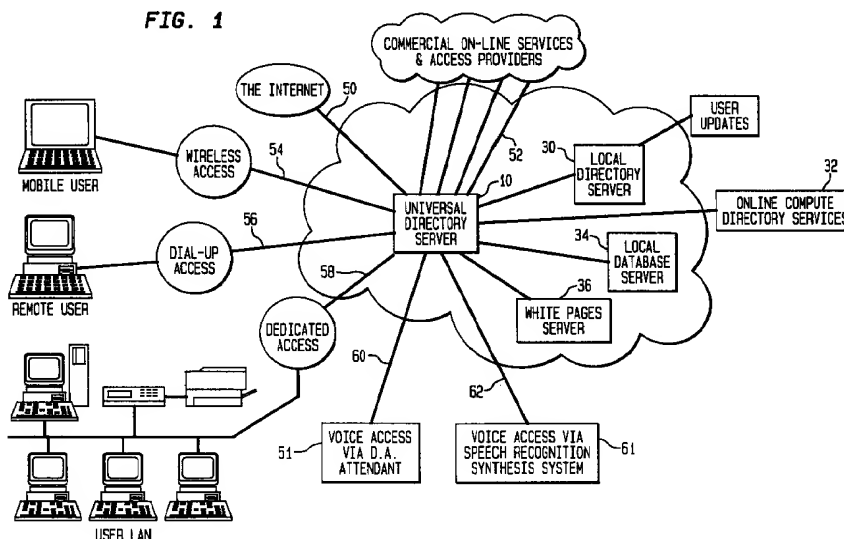 FIG. 1
COMMERCIAL ON-LINE SERVICES
& ACCESS PROVIDERS
THE INTERNET
50
USER
UPDATES
52
30
LOCAL
DIRECTORY
SERVER
WIRELESS
ACCESS
54
MOBILE USER
10
UNIVERSAL
DIRECTORY
SERVER
32
ONLINE COMPUTE
DIRECTORY SERVICES
56
DIAL-UP
ACCESS
34
LOCAL
DATABASE
SERVER
58
REMOTE USER
36
WHITE PAGES
SERVER
DEDICATED
ACCESS
60
62
51
VOICE ACCESS
VIA D.A.
ATTENDANT
VOICE ACCESS VIA
SPEECH RECOGNITION
SYNTHESIS SYSTEM
61
USER LAN